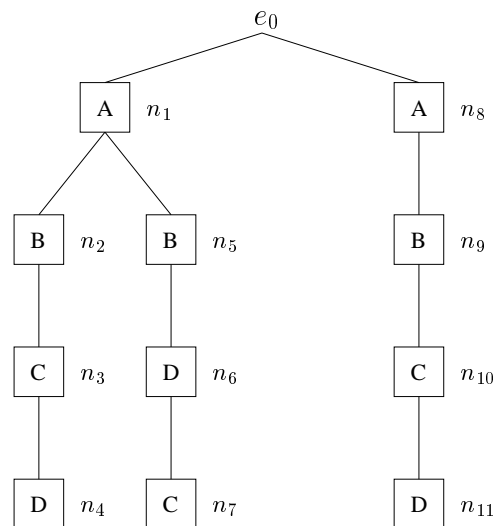 e0
A n1 A n8
B n2 B n5 B n9
C n3 D n6 C n10
D n4 C n7 D n11